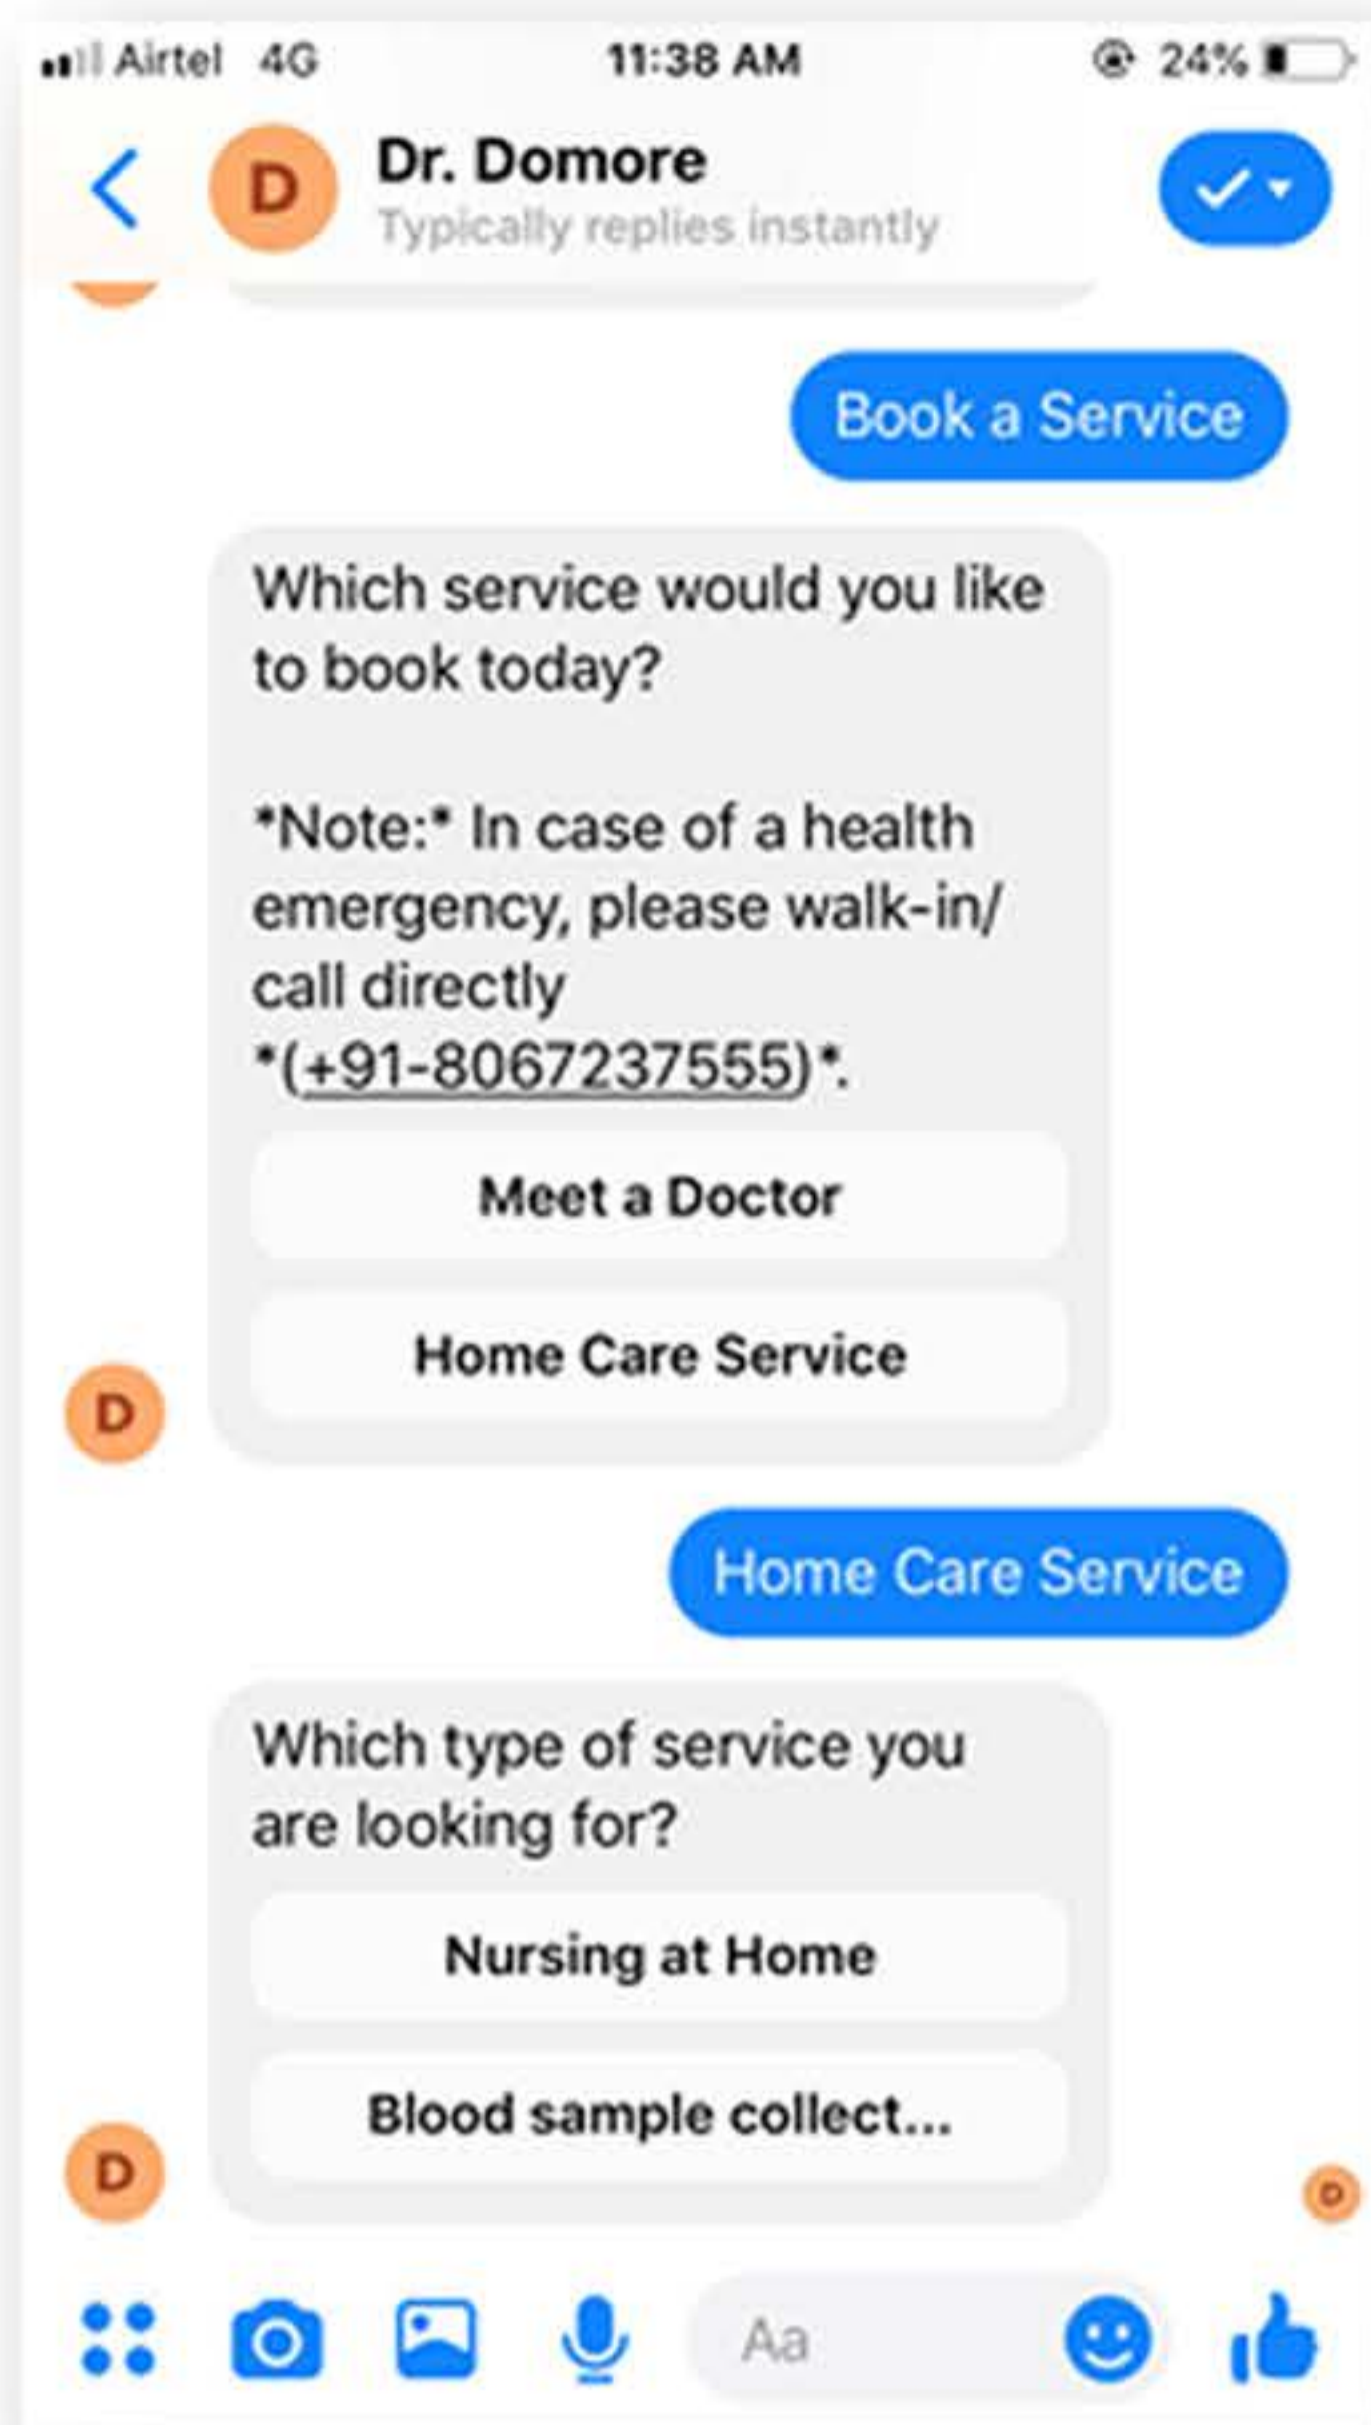 Airtel 4G 11:38 AM 24%
D Dr. Domore
Typically replies instantly
Book a Service
Which service would you like
to book today?
*Note:* In case of a health
emergency, please walk-in/
call directly
*(+91-8067237555)*.
Meet a Doctor
Home Care Service
D
Home Care Service
Which type of service you
are looking for?
Nursing at Home
Blood sample collect...
D
D
Aa